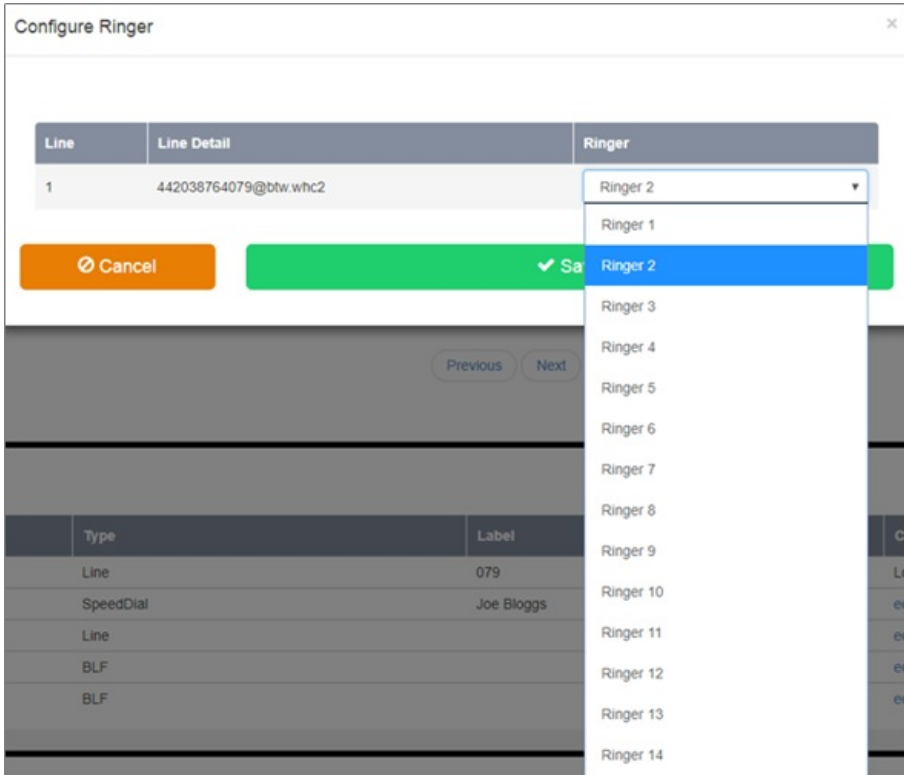 Configure Ringer ×
Line Line Detail Ringer
1 442038764079@btw.whc2 Ringer 2
Ringer 1
Cancel
Ringer 2
Ringer 3
Ringer 4
Previous Next
Ringer 5
Ringer 6
Ringer 7
Ringer 8
Type Label
Ringer 9
Line 079
Ringer 10
SpeedDial Joe Bloggs
Line
Ringer 11
BLF
Ringer 12
BLF
Ringer 13
Ringer 14